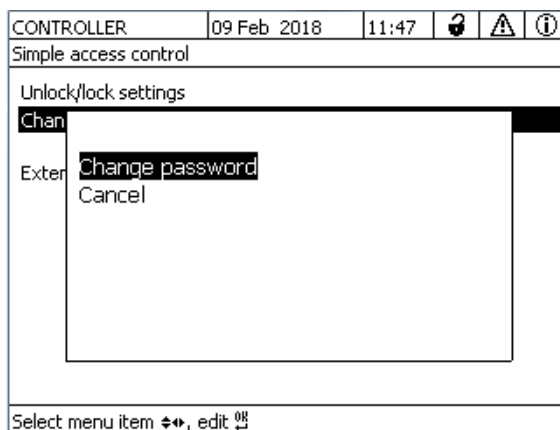 CONTROLLER 09 Feb 2018 11:47
Simple access control
Unlock/lock settings
Chan
Exter
Change password
Cancel
Select menu item , edit OK